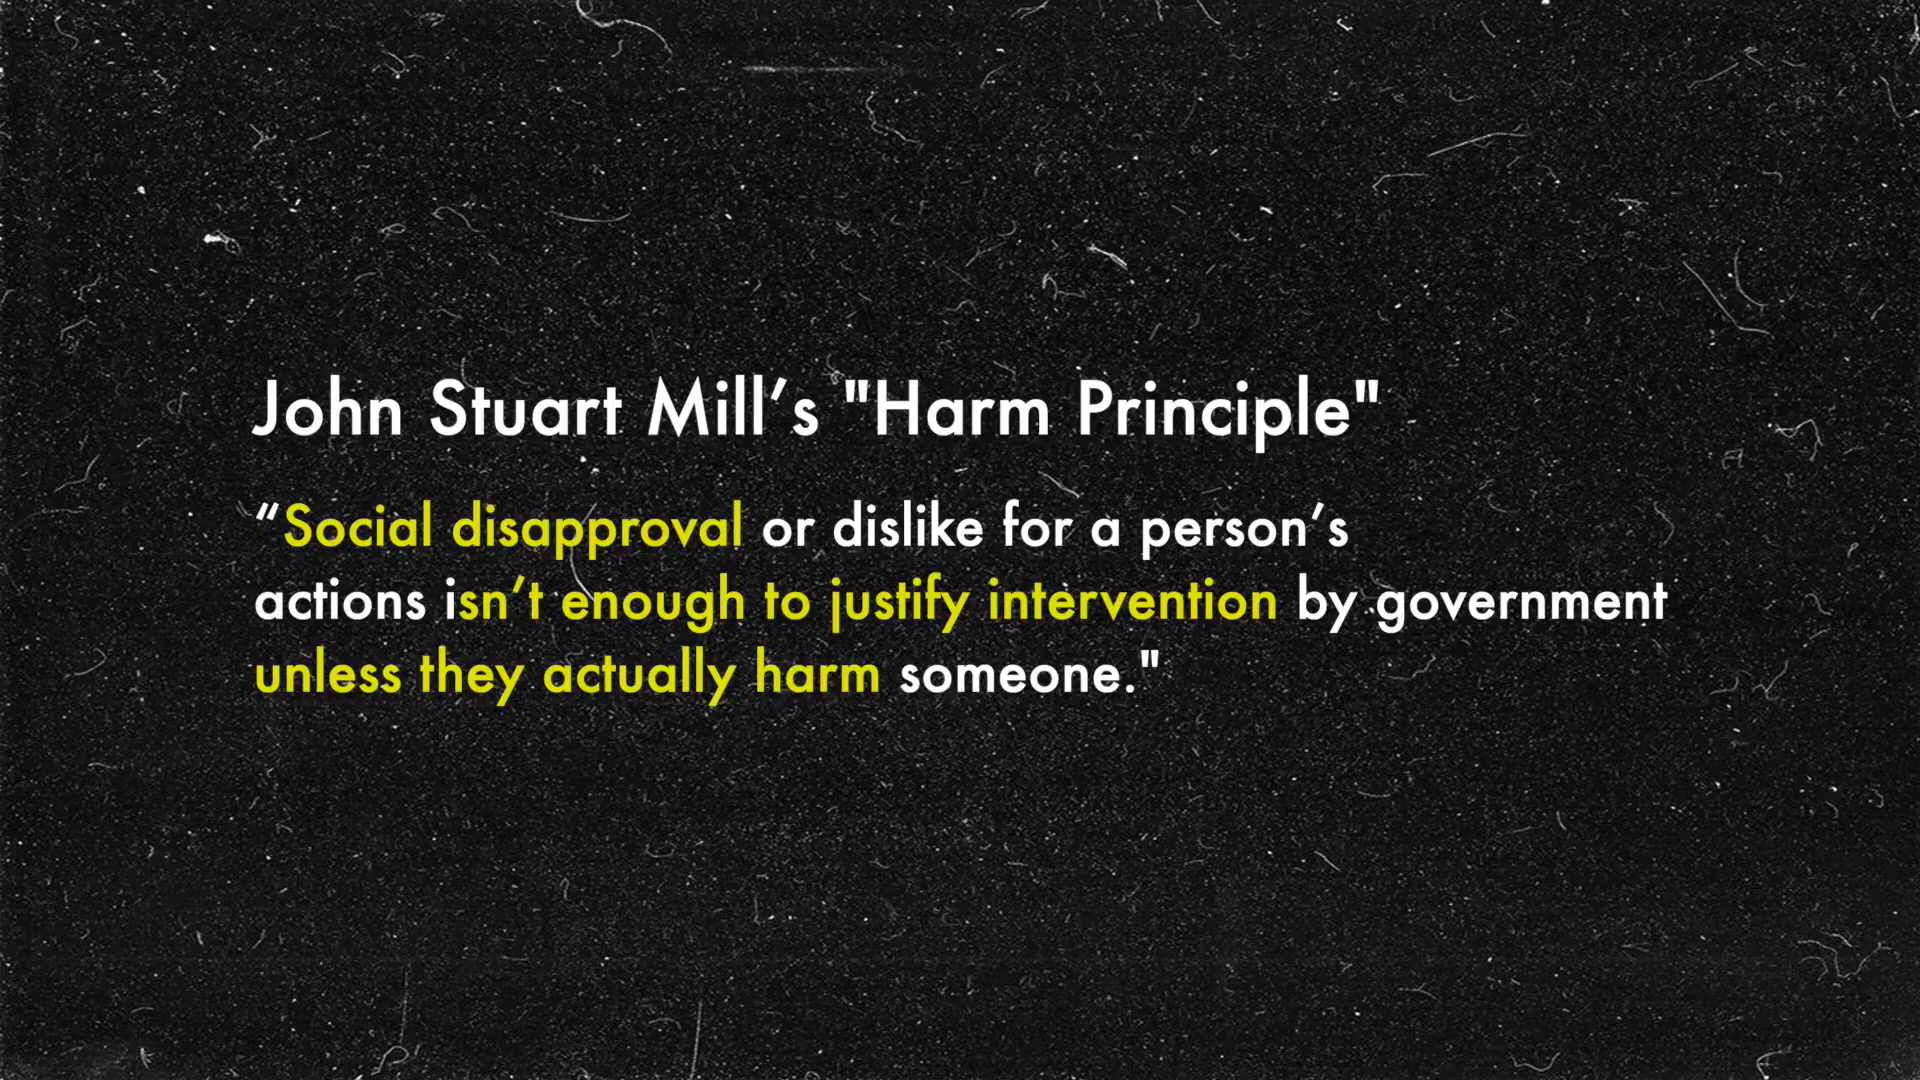 John Stuart Mill’s "Harm Principle"
“Social disapproval or dislike for a person’s
actions isn’t enough to justify intervention by government
unless they actually harm someone."